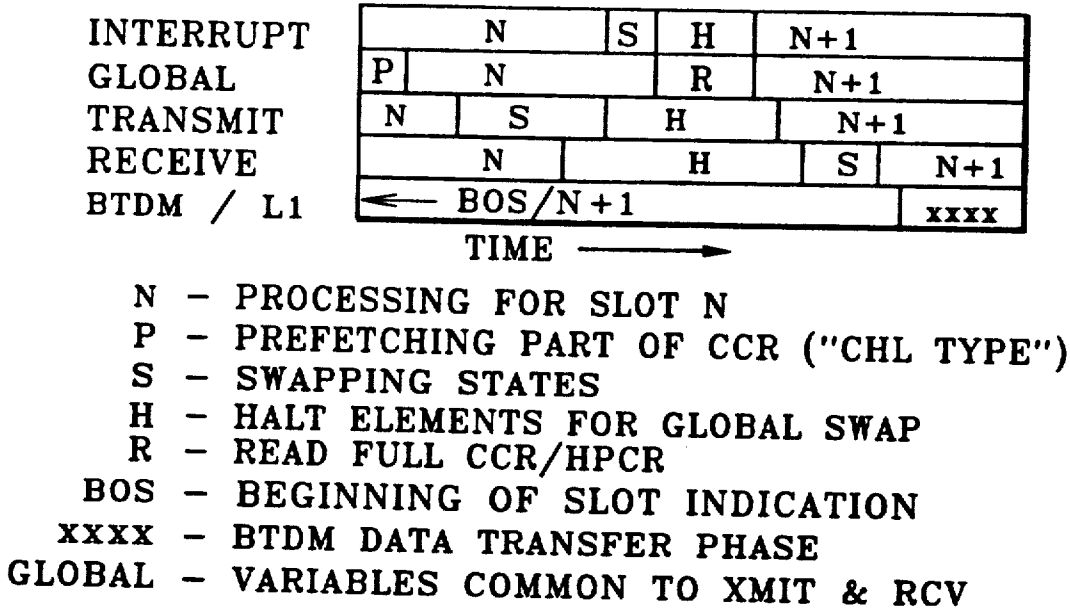 INTERRUPT N S H N+1
GLOBAL P N R N+1
TRANSMIT N S H N+1
RECEIVE N H S N+1
BTDM / L1 BOS/N+1 xxxx
TIME
N - PROCESSING FOR SLOT N
P - PREFETCHING PART OF CCR ("CHL TYPE")
S - SWAPPING STATES
H - HALT ELEMENTS FOR GLOBAL SWAP
R - READ FULL CCR/HPCR
BOS - BEGINNING OF SLOT INDICATION
xxxx - BTDM DATA TRANSFER PHASE
GLOBAL - VARIABLES COMMON TO XMIT & RCV